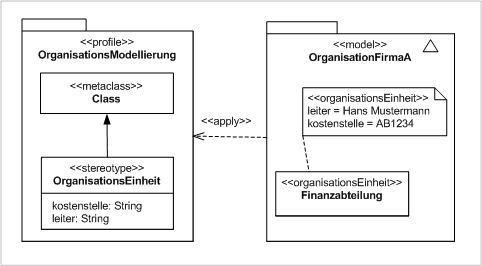 <<profile>>
OrganisationsModellierung
<<metaclass>>
Class
<<stereotype>>
OrganisationsEinheit
kostenstelle: String
leiter: String
<<apply>>
<<model>>
OrganisationFirmaA
<<organisationsEinheit>>
leiter = Hans Mustermann
kostenstelle = AB1234
<<organisationsEinheit>>
Finanzabteilung